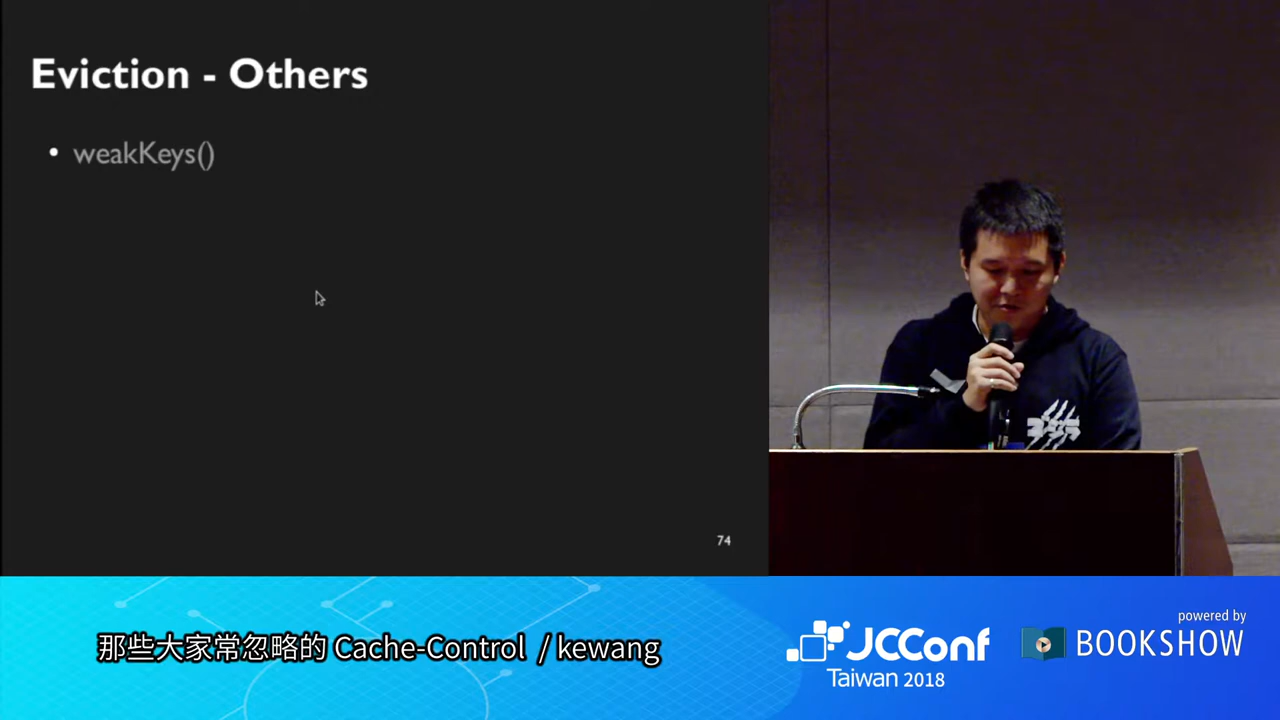 Eviction - Others
• weakKeys()
74
那些大家常忽略的 Cache-Control / kewang
JCConf
Taiwan 2018
powered by
BOOKSHOW